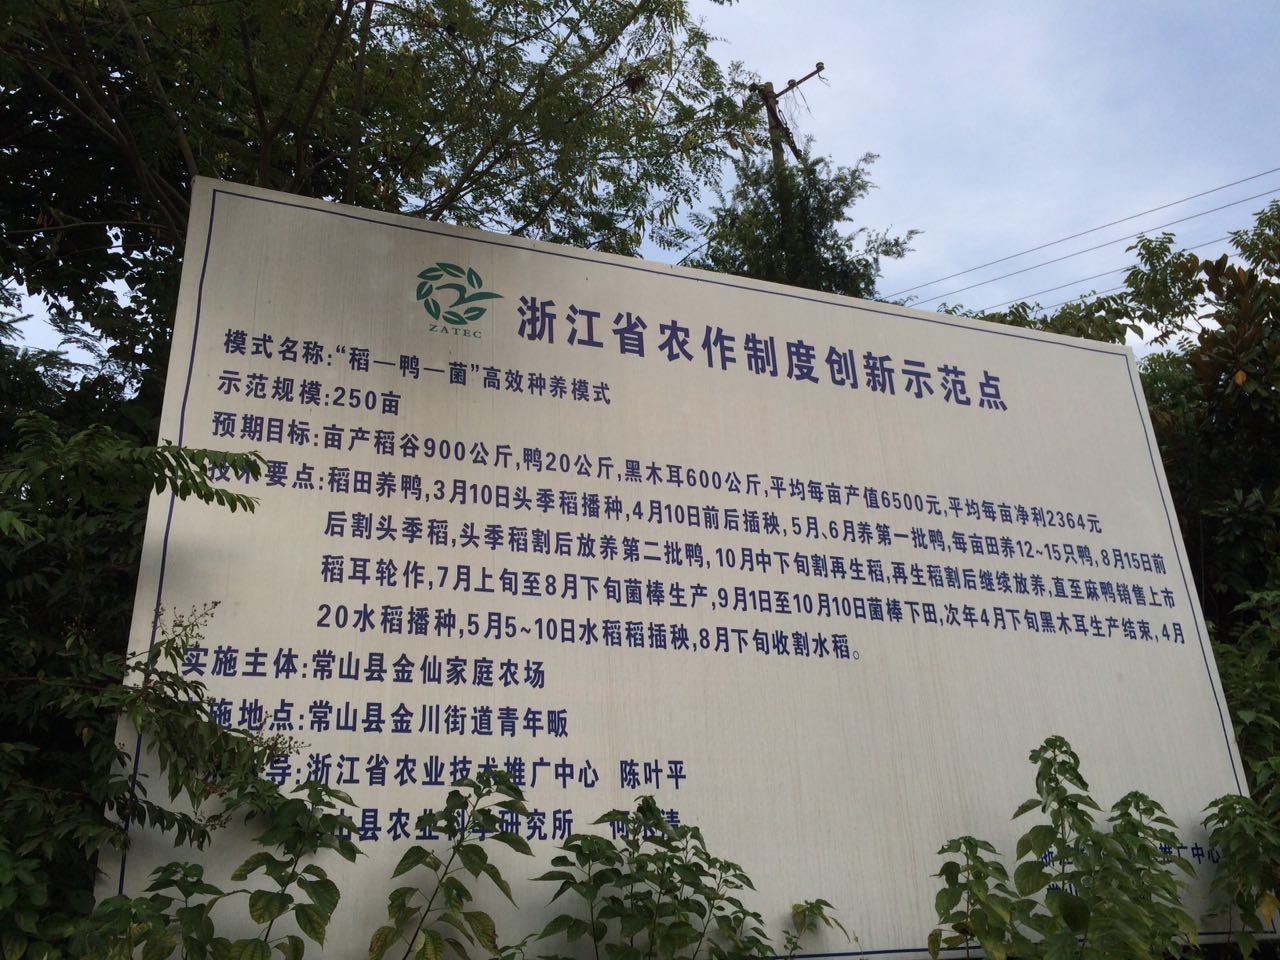 ZATEC
浙江省农作制度创新示范点
模式名称:“稻—鸭—菌”高效种养模式
示范规模:250亩
预期目标:亩产稻谷900公斤,鸭20公斤,黑木耳600公斤,平均每亩产值6500元,平均每亩净利2364元
技术要点:稻田养鸭,3月10日头季稻播种,4月10日前后插秧,5月、6月养第一批鸭,每亩田养12~15只鸭,8月15日前
后割头季稻,头季稻割后放养第二批鸭,10月中下旬割再生稻,再生稻割后继续放养,直至麻鸭销售上市
稻耳轮作,7月上旬至8月下旬菌棒生产,9月1日至10月10日菌棒下田,次年4月下旬黑木耳生产结束,4月
20水稻播种,5月5~10日水稻稻插秧,8月下旬收割水稻。
实施主体:常山县金仙家庭农场
施地点:常山县金川街道青年畈
导:浙江省农业技术推广中心 陈叶平
山县农业科学研究所 何
推广中心